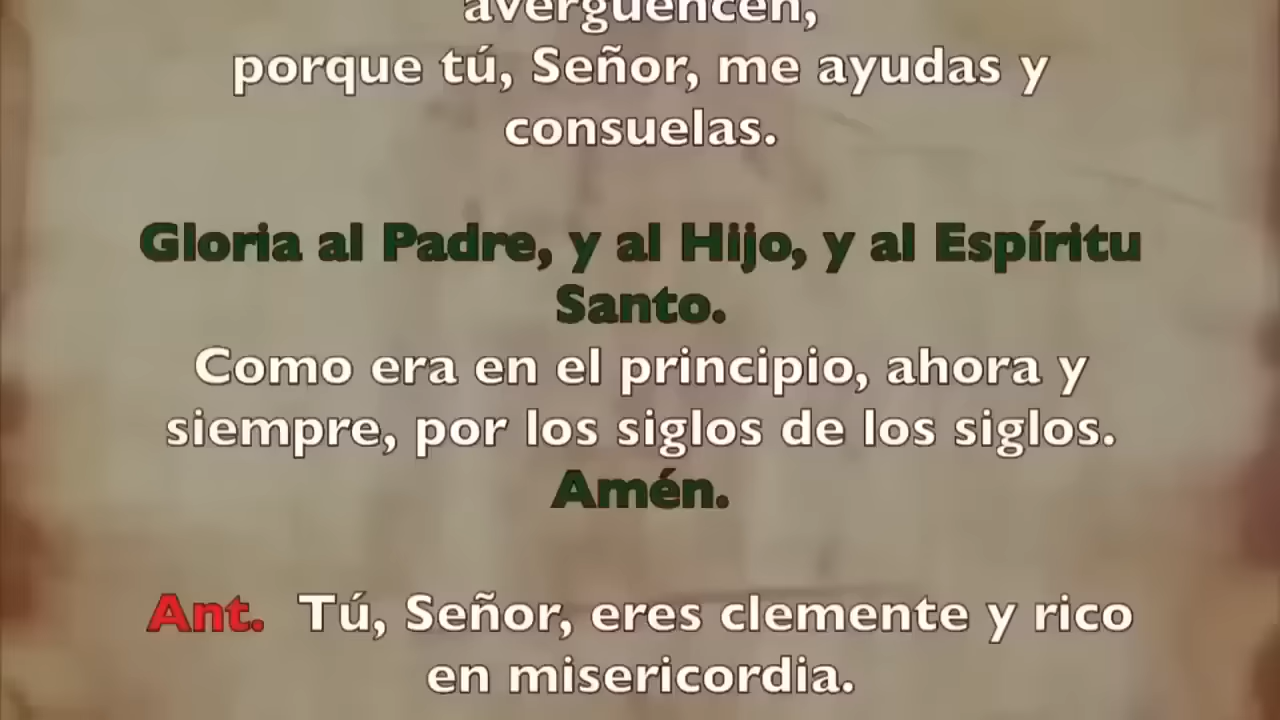 avergüencen,
porque tú, Señor, me ayudas y
consuelas.
Gloria al Padre, y al Hijo, y al Espíritu
Santo.
Como era en el principio, ahora y
siempre, por los siglos de los siglos.
Amén.
Ant. Tú, Señor, eres clemente y rico
en misericordia.